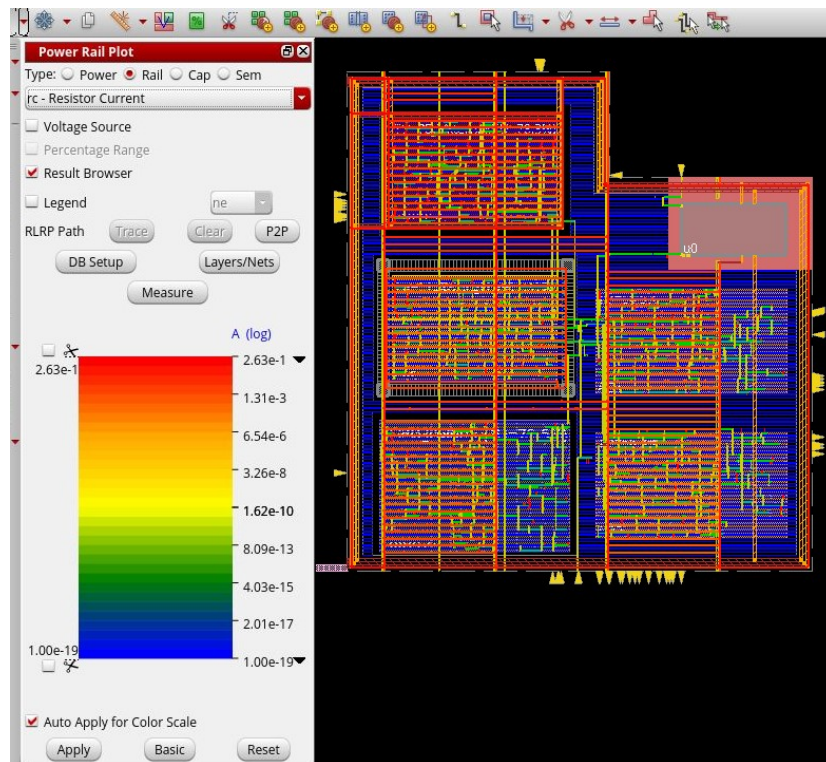 Power Rail Plot
Type: Power Rail Cap Sem
rc - Resistor Current
Voltage Source
Percentage Range
Result Browser
Legend ne
RLRP Path Trace Clear P2P
DB Setup Layers/Nets
Measure
A (log)
2.63e-1 2.63e-1
1.31e-3
6.54e-6
3.26e-8
1.62e-10
8.09e-13
4.03e-15
2.01e-17
1.00e-19 1.00e-19
Auto Apply for Color Scale
Apply Basic Reset
u0